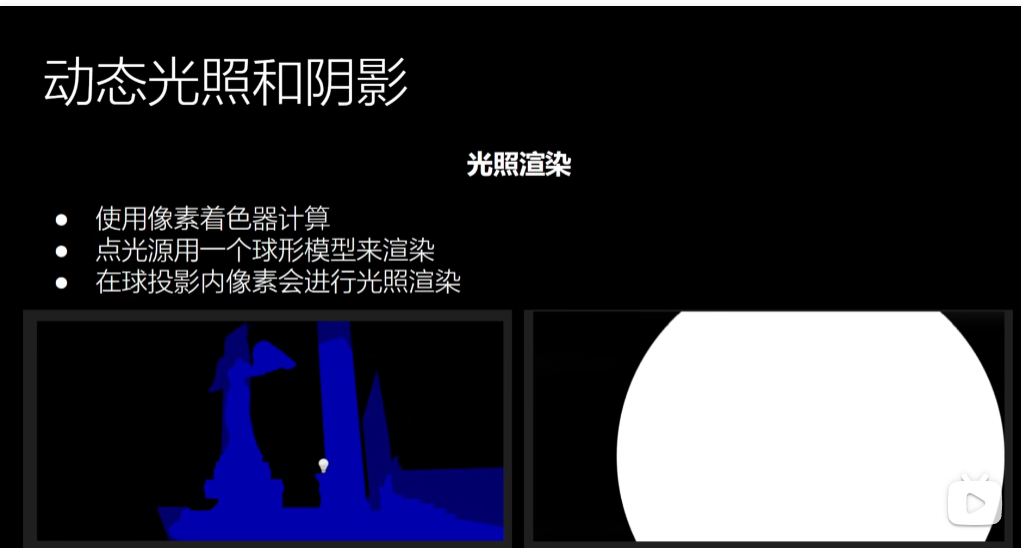 动态光照和阴影
光照渲染
● 使用像素着色器计算
● 点光源用一个球形模型来渲染
● 在球投影内像素会进行光照渲染